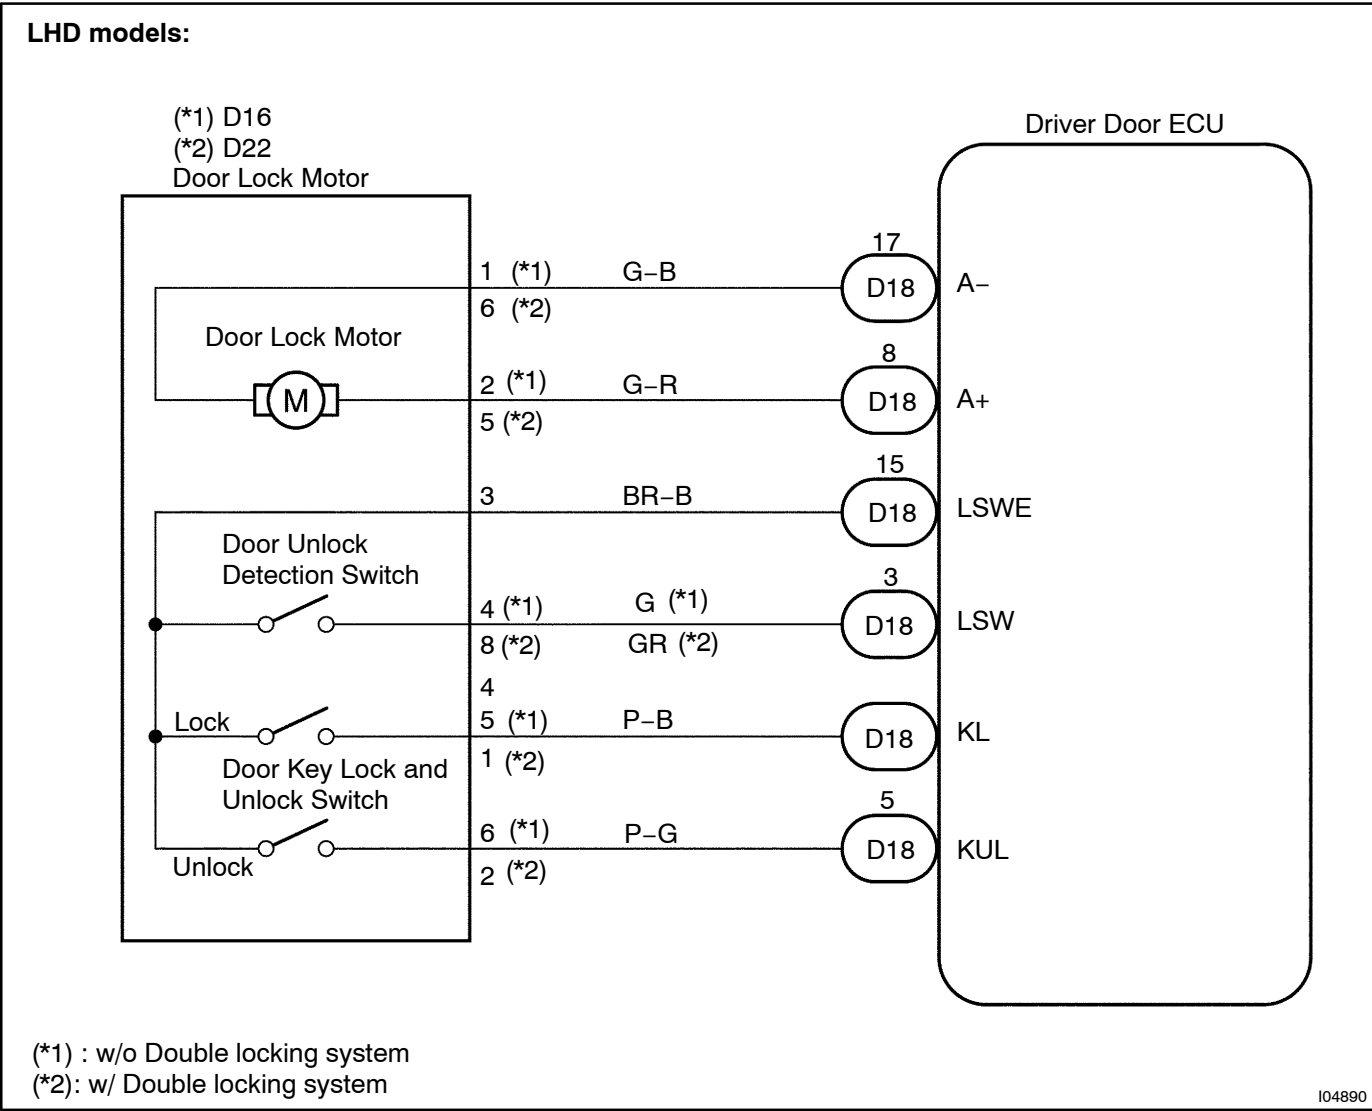 LHD models:
(*1) D16
(*2) D22
Door Lock Motor
Driver Door ECU
1 (*1) G−B 17 D18 A−
6 (*2)
Door Lock Motor
M
2 (*1) G−R 8 D18 A+
5 (*2)
3 BR−B 15 D18 LSWE
Door Unlock
Detection Switch
4 (*1) G (*1) 3 D18 LSW
8 (*2) GR (*2)
4
Lock 5 (*1) P−B D18 KL
1 (*2)
Door Key Lock and
Unlock Switch
6 (*1) P−G 5 D18 KUL
Unlock 2 (*2)
(*1) : w/o Double locking system
(*2): w/ Double locking system
I04890